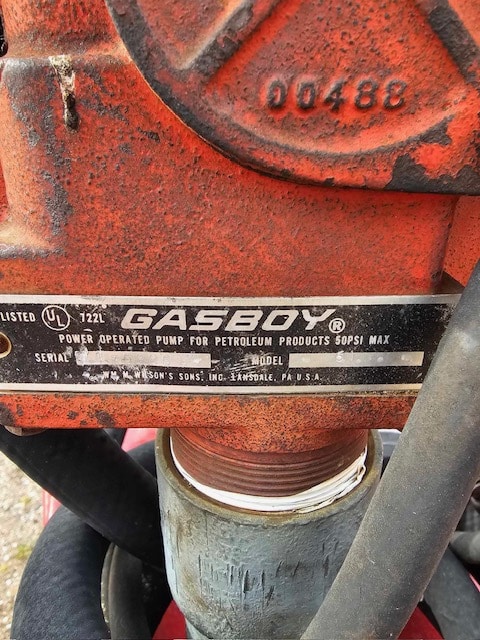 00488
LISTED UL 722L GASBOY®
POWER OPERATED PUMP FOR PETROLEUM PRODUCTS 50PSI MAX
SERIAL MODEL
WM. M. WILSON'S SONS, INC. LANSDALE, PA U.S.A.